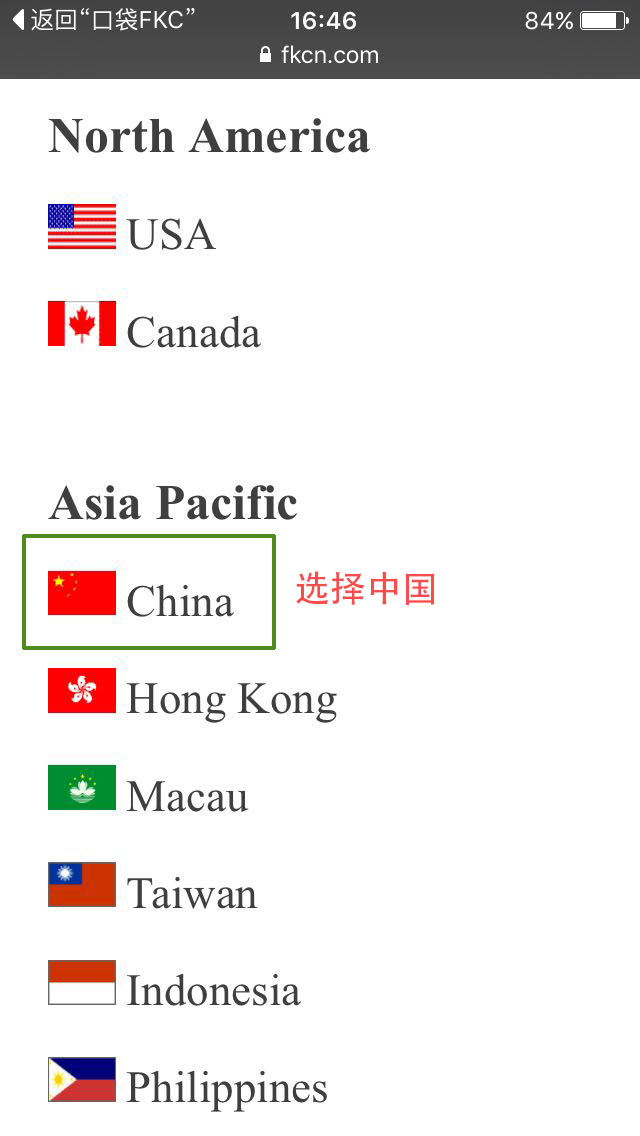 返回“口袋FKC”
16:46
84%
fkcn.com
North America
USA
Canada
Asia Pacific
China
选择中国
Hong Kong
Macau
Taiwan
Indonesia
Philippines